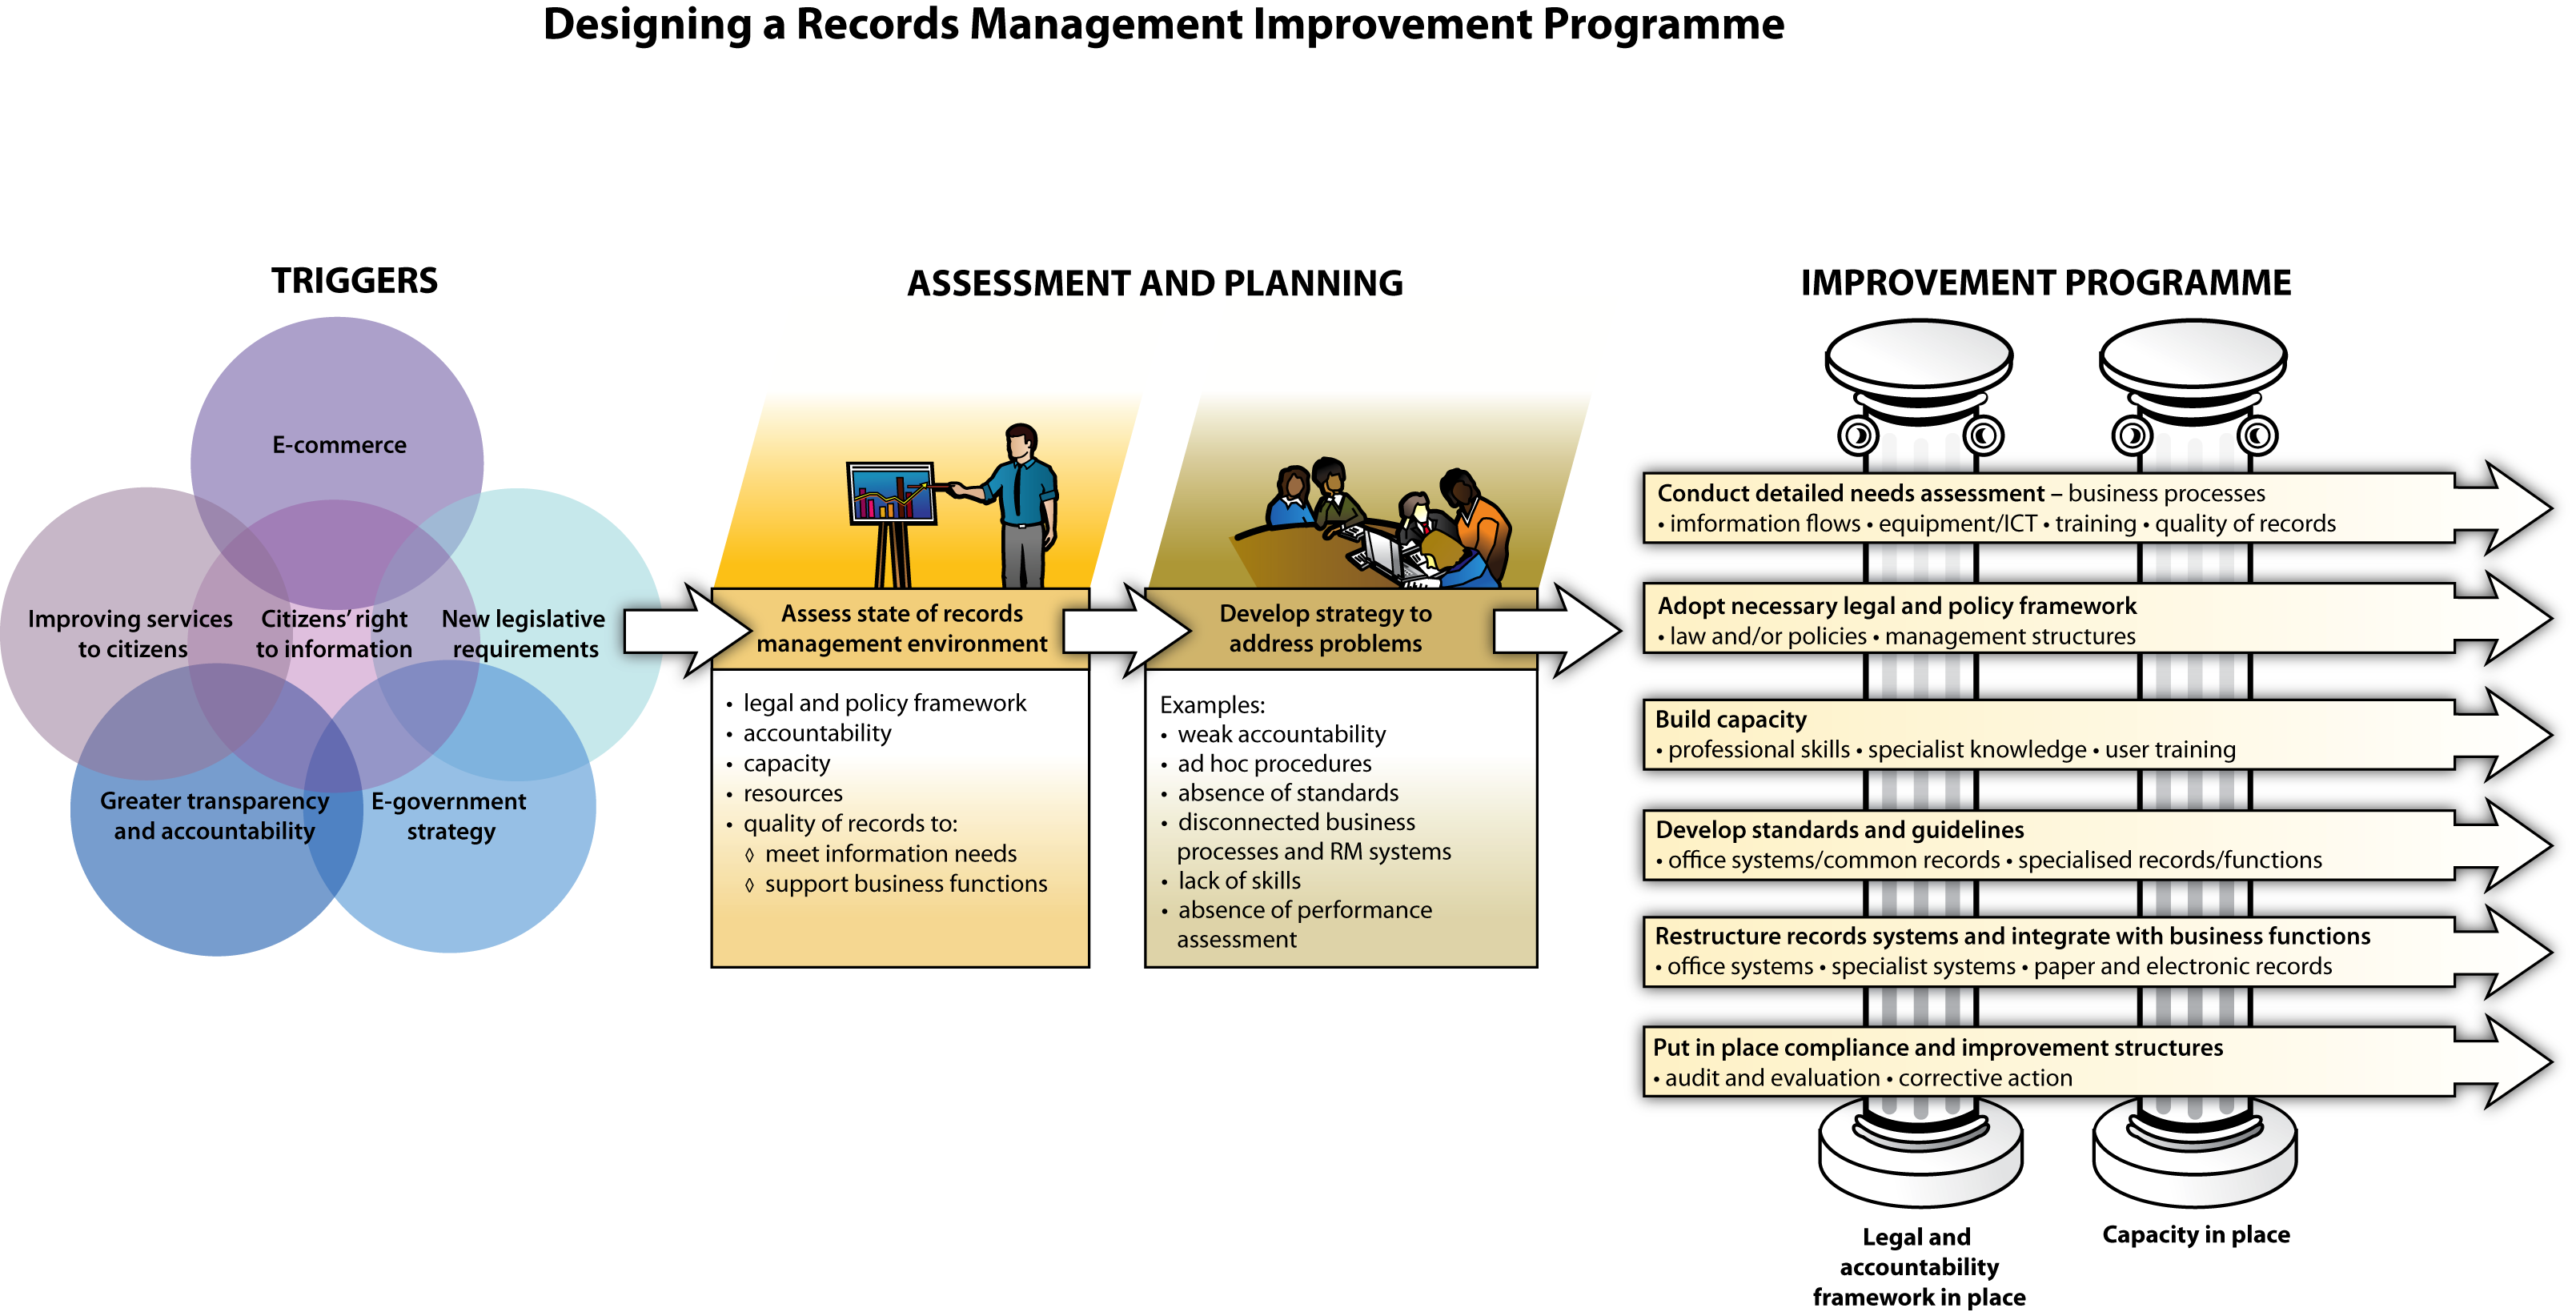 Designing a Records Management Improvement Programme
TRIGGERS
E-commerce
Improving services
to citizens
Citizens’ right
to information
New legislative
requirements
Greater transparency
and accountability
E-government
strategy
ASSESSMENT AND PLANNING
Assess state of records
management environment
• legal and policy framework
• accountability
• capacity
• resources
• quality of records to:
◊ meet information needs
◊ support business functions
Develop strategy to
address problems
Examples:
• weak accountability
• ad hoc procedures
• absence of standards
• disconnected business
processes and RM systems
• lack of skills
• absence of performance
assessment
IMPROVEMENT PROGRAMME
Conduct detailed needs assessment – business processes
• imformation flows • equipment/ICT • training • quality of records
Adopt necessary legal and policy framework
• law and/or policies • management structures
Build capacity
• professional skills • specialist knowledge • user training
Develop standards and guidelines
• office systems/common records • specialised records/functions
Restructure records systems and integrate with business functions
• office systems • specialist systems • paper and electronic records
Put in place compliance and improvement structures
• audit and evaluation • corrective action
Legal and
accountability
framework in place
Capacity in place